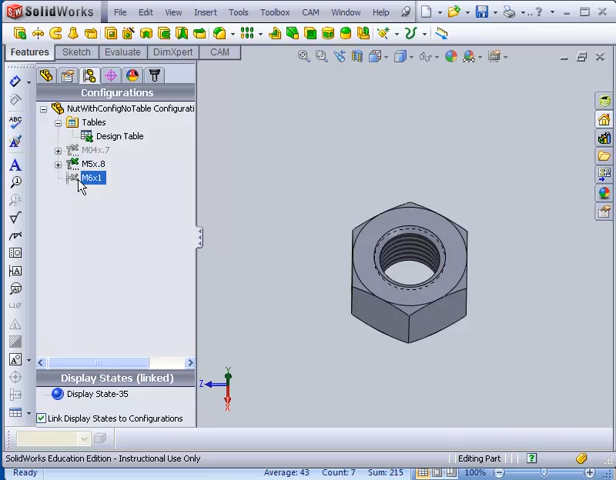 SolidWorks
File Edit View Insert Tools Toolbox CAM Window Help
Features Sketch Evaluate DimXpert CAM
Configurations
NutWithConfigNoTable Configurati
Tables
Design Table
M04x.7
M5x.8
M6x1
Y
Z
X
Display States (linked)
Display State-35
Link Display States to Configurations
SolidWorks Education Edition - Instructional Use Only Editing Part
Ready Average: 43 Count: 7 Sum: 215 100%